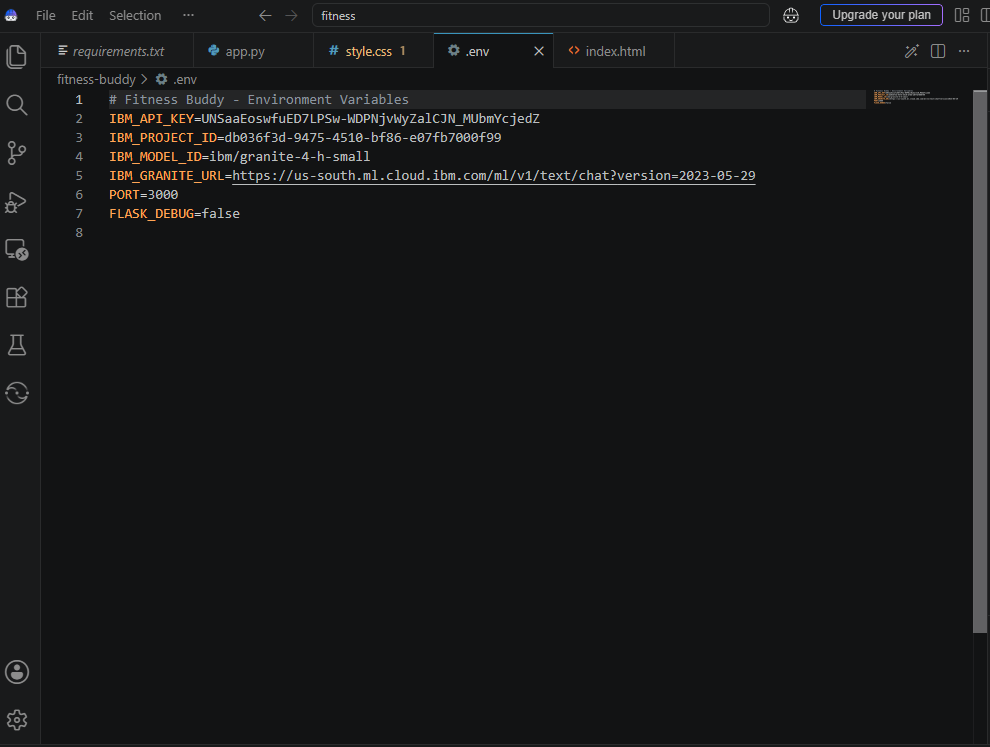 File Edit Selection ··· fitness Upgrade your plan
requirements.txt app.py # style.css 1 .env index.html
fitness-buddy > .env
1 # Fitness Buddy - Environment Variables
2 IBM_API_KEY=UNSaaEoswfuED7LPSw-WDPNjvWyZalCJN_MUbmYcjedZ
3 IBM_PROJECT_ID=db036f3d-9475-4510-bf86-e07fb7000f99
4 IBM_MODEL_ID=ibm/granite-4-h-small
5 IBM_GRANITE_URL=https://us-south.ml.cloud.ibm.com/ml/v1/text/chat?version=2023-05-29
6 PORT=3000
7 FLASK_DEBUG=false
8